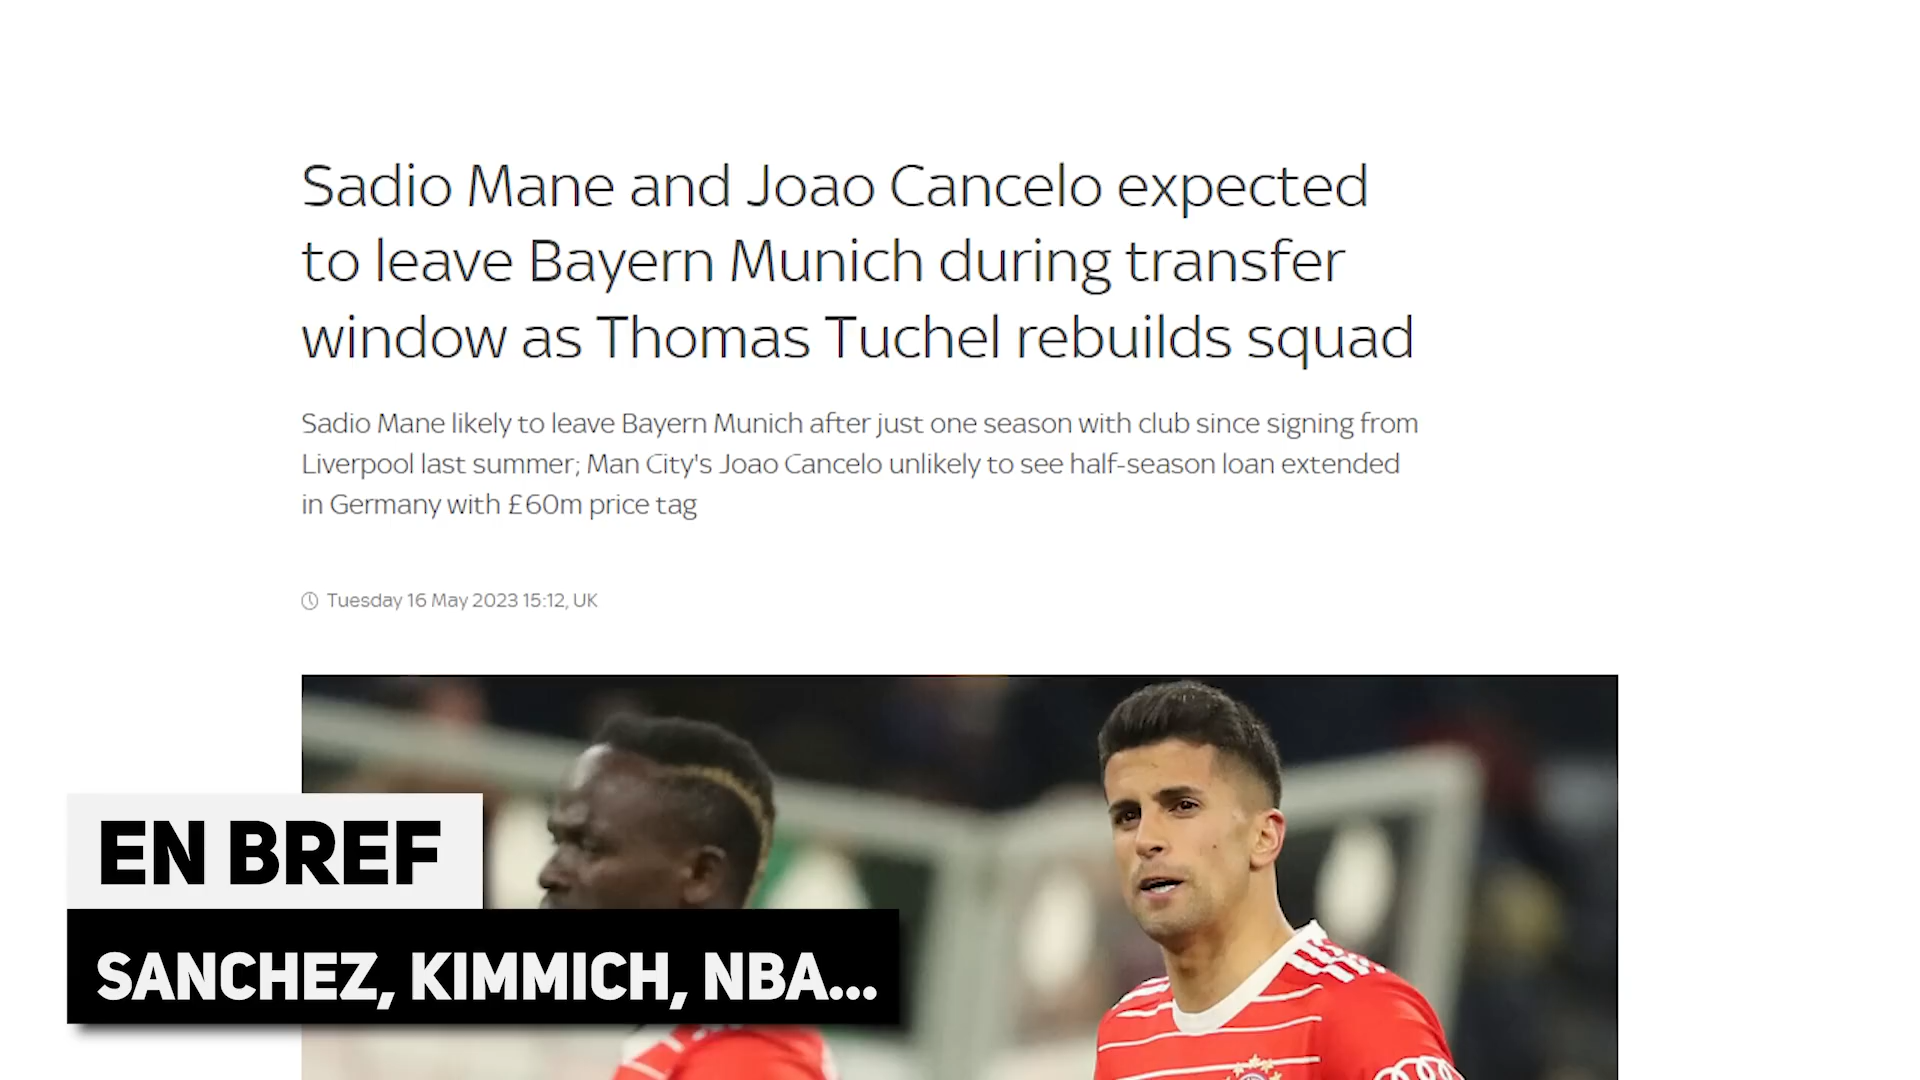 Sadio Mane and Joao Cancelo expected
to leave Bayern Munich during transfer
window as Thomas Tuchel rebuilds squad
Sadio Mane likely to leave Bayern Munich after just one season with club since signing from
Liverpool last summer; Man City's Joao Cancelo unlikely to see half-season loan extended
in Germany with £60m price tag
Tuesday 16 May 2023 15:12, UK
EN BREF
SANCHEZ, KIMMICH, NBA...